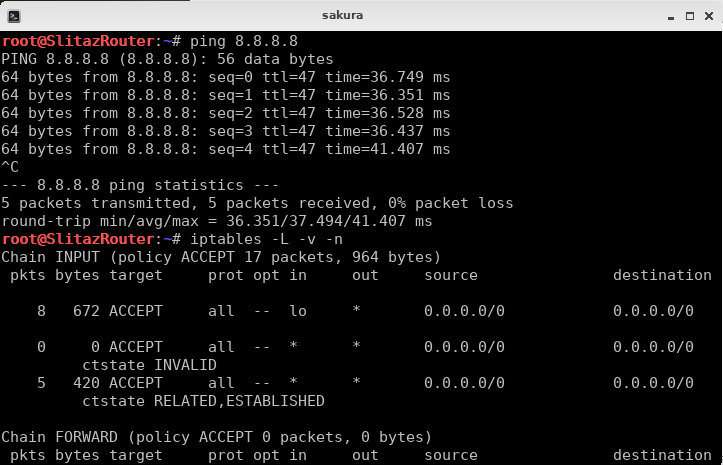 sakura
root@SlitazRouter:~# ping 8.8.8.8
PING 8.8.8.8 (8.8.8.8): 56 data bytes
64 bytes from 8.8.8.8: seq=0 ttl=47 time=36.749 ms
64 bytes from 8.8.8.8: seq=1 ttl=47 time=36.351 ms
64 bytes from 8.8.8.8: seq=2 ttl=47 time=36.528 ms
64 bytes from 8.8.8.8: seq=3 ttl=47 time=36.437 ms
64 bytes from 8.8.8.8: seq=4 ttl=47 time=41.407 ms
^C
--- 8.8.8.8 ping statistics ---
5 packets transmitted, 5 packets received, 0% packet loss
round-trip min/avg/max = 36.351/37.494/41.407 ms
root@SlitazRouter:~# iptables -L -v -n
Chain INPUT (policy ACCEPT 17 packets, 964 bytes)
 pkts bytes target     prot opt in     out     source               destination
    8   672 ACCEPT     all  --  lo     *       0.0.0.0/0            0.0.0.0/0
    0     0 ACCEPT     all  --  *      *       0.0.0.0/0            0.0.0.0/0
         ctstate INVALID
    5   420 ACCEPT     all  --  *      *       0.0.0.0/0            0.0.0.0/0
         ctstate RELATED,ESTABLISHED
Chain FORWARD (policy ACCEPT 0 packets, 0 bytes)
 pkts bytes target     prot opt in     out     source               destination